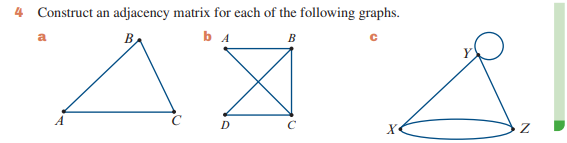 4 Construct an adjacency matrix for each of the following graphs.
a b c
B A B Y
A C D C X Z